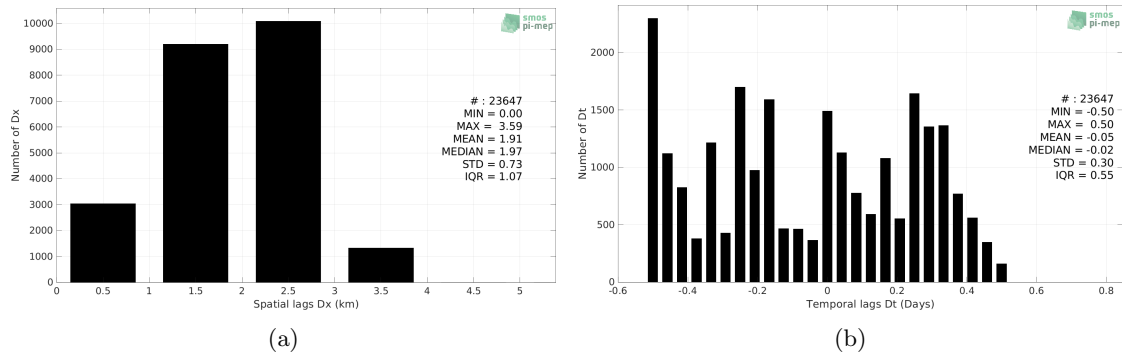 10000
9000
8000
7000
6000
5000
4000
3000
2000
1000
0
Number of Dx
smos
pi-mep
# : 23647
MIN = 0.00
MAX = 3.59
MEAN = 1.91
MEDIAN = 1.97
STD = 0.73
IQR = 1.07
0 0.5 1 1.5 2 2.5 3 3.5 4 4.5 5
Spatial lags Dx (km)
(a)
2000
1500
1000
500
0
Number of Dt
smos
pi-mep
# : 23647
MIN = -0.50
MAX = 0.50
MEAN = -0.05
MEDIAN = -0.02
STD = 0.30
IQR = 0.55
-0.6 -0.4 -0.2 0 0.2 0.4 0.6 0.8
Temporal lags Dt (Days)
(b)